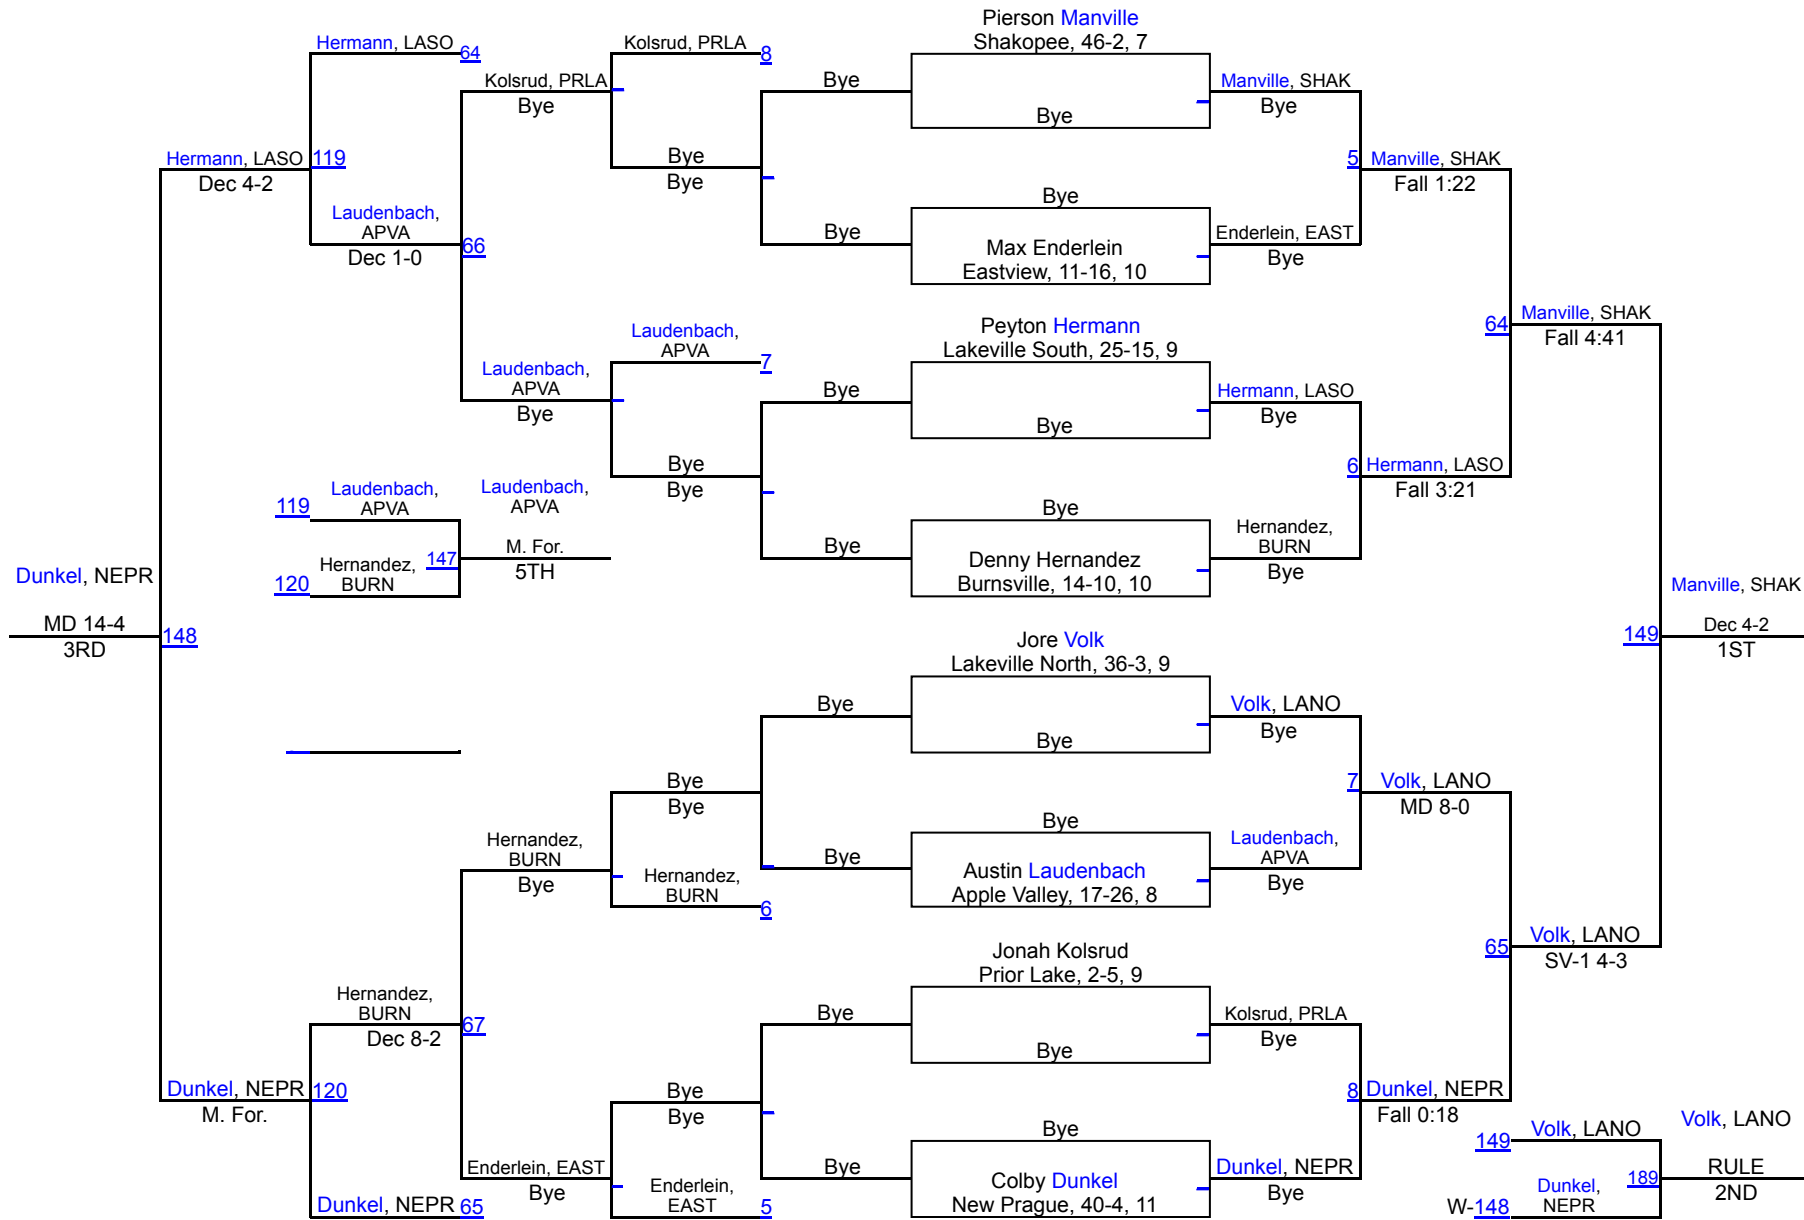 Pierson Manville
Shakopee, 46-2, 7
Hermann, LASO
64
Kolsrud, PRLA
8
Kolsrud, PRLA
Bye
Bye
Manville, SHAK
Bye
Bye
Hermann, LASO
119
Dec 4-2
Bye
Bye
5
Manville, SHAK
Fall 1:22
Laudenbach,
APVA
Dec 1-0
66
Bye
Bye
Max Enderlein
Eastview, 11-16, 10
Enderlein, EAST
Bye
Laudenbach,
APVA
7
Peyton Hermann
Lakeville South, 25-15, 9
64
Manville, SHAK
Fall 4:41
Laudenbach,
APVA
Bye
Bye
Bye
Hermann, LASO
Bye
Bye
Bye
6
Hermann, LASO
Fall 3:21
119
Laudenbach,
APVA
Laudenbach,
APVA
Bye
Hernandez,
BURN
Bye
M. For.
5TH
147
120
Hernandez,
BURN
Bye
Denny Hernandez
Burnsville, 14-10, 10
Dunkel, NEPR
MD 14-4
3RD
148
Manville, SHAK
149
Dec 4-2
1ST
Jore Volk
Lakeville North, 36-3, 9
Bye
Bye
Volk, LANO
Bye
Bye
Bye
7
Volk, LANO
MD 8-0
Hernandez,
BURN
Bye
Hernandez,
BURN
6
Bye
Bye
Austin Laudenbach
Apple Valley, 17-26, 8
Laudenbach,
APVA
Bye
Jonah Kolsrud
Prior Lake, 2-5, 9
65
Volk, LANO
SV-1 4-3
Hernandez,
BURN
Dec 8-2
67
Bye
Bye
Kolsrud, PRLA
Bye
Dunkel, NEPR
120
M. For.
Bye
Bye
8
Dunkel, NEPR
Fall 0:18
Enderlein, EAST
Bye
Enderlein,
EAST
5
Bye
Bye
Colby Dunkel
New Prague, 40-4, 11
Dunkel, NEPR
Bye
Dunkel, NEPR
65
149
Volk, LANO
Volk, LANO
189
RULE
2ND
W-148
Dunkel,
NEPR